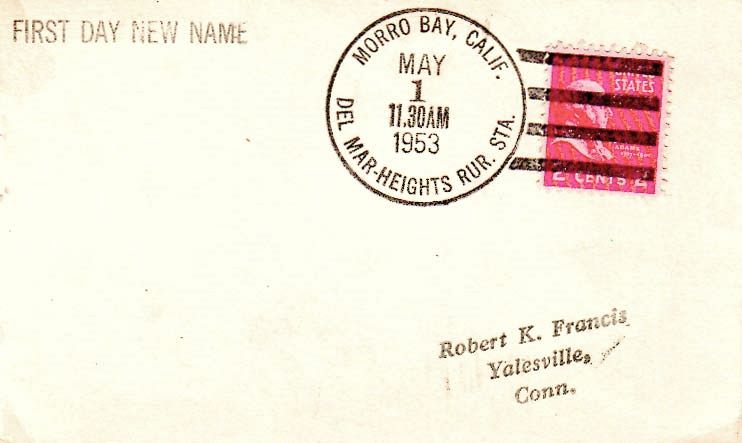 FIRST DAY NEW NAME
MORRO BAY, CALIF.
MAY
1
11.30AM
1953
DEL MAR-HEIGHTS RUR. STA.
UNITED
STATES
ADAMS
2 CENTS 2
Robert K. Francis
Yalesville,
Conn.